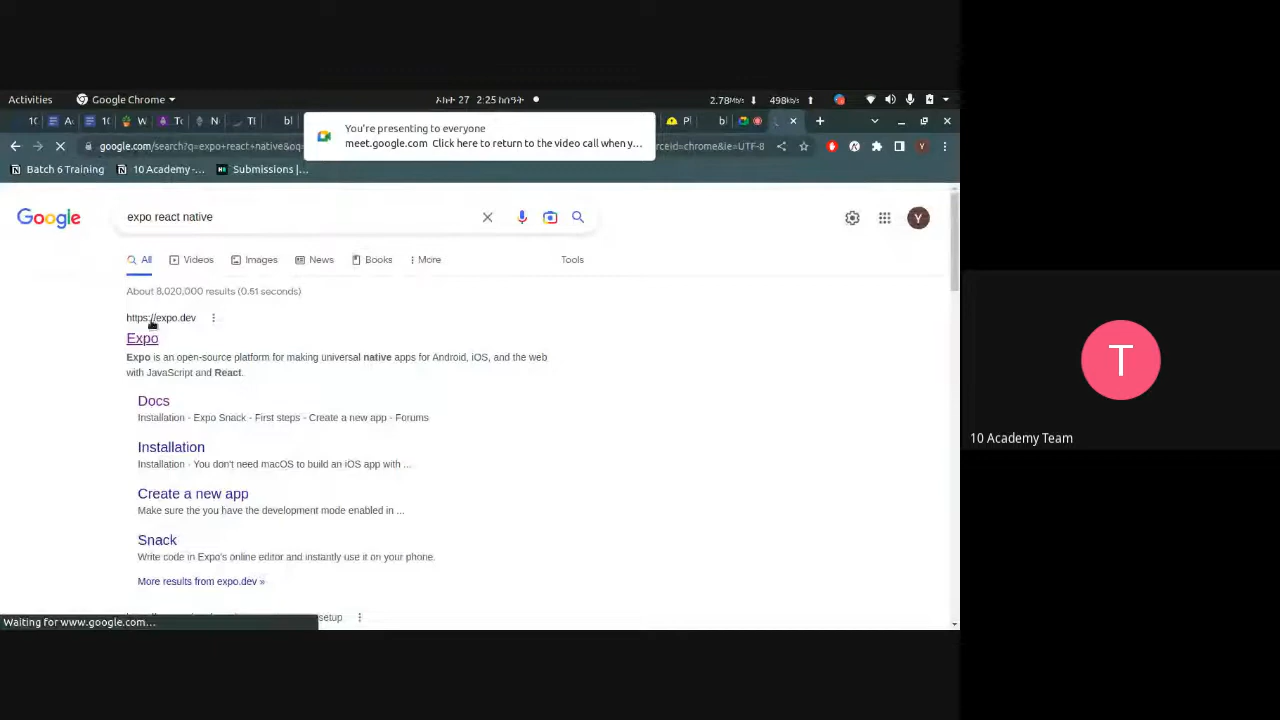 Activities
Google Chrome
ኦክተ 27 2:25 ከሰዓት
2.78Mb/s
498kb/s
You're presenting to everyone
meet.google.com Click here to return to the video call when y...
google.com/search?q=expo+react+native&oq=
rceid=chrome&ie=UTF-8
Batch 6 Training
10 Academy -...
Submissions |...
Google
expo react native
Y
All
Videos
Images
News
Books
More
Tools
About 8,020,000 results (0.51 seconds)
https://expo.dev
Expo
Expo is an open-source platform for making universal native apps for Android, iOS, and the web
with JavaScript and React.
Docs
Installation - Expo Snack - First steps - Create a new app - Forums
Installation
Installation · You don't need macOS to build an iOS app with ...
Create a new app
Make sure the you have the development mode enabled in ...
Snack
Write code in Expo's online editor and instantly use it on your phone.
More results from expo.dev »
setup
Waiting for www.google.com...
T
10 Academy Team